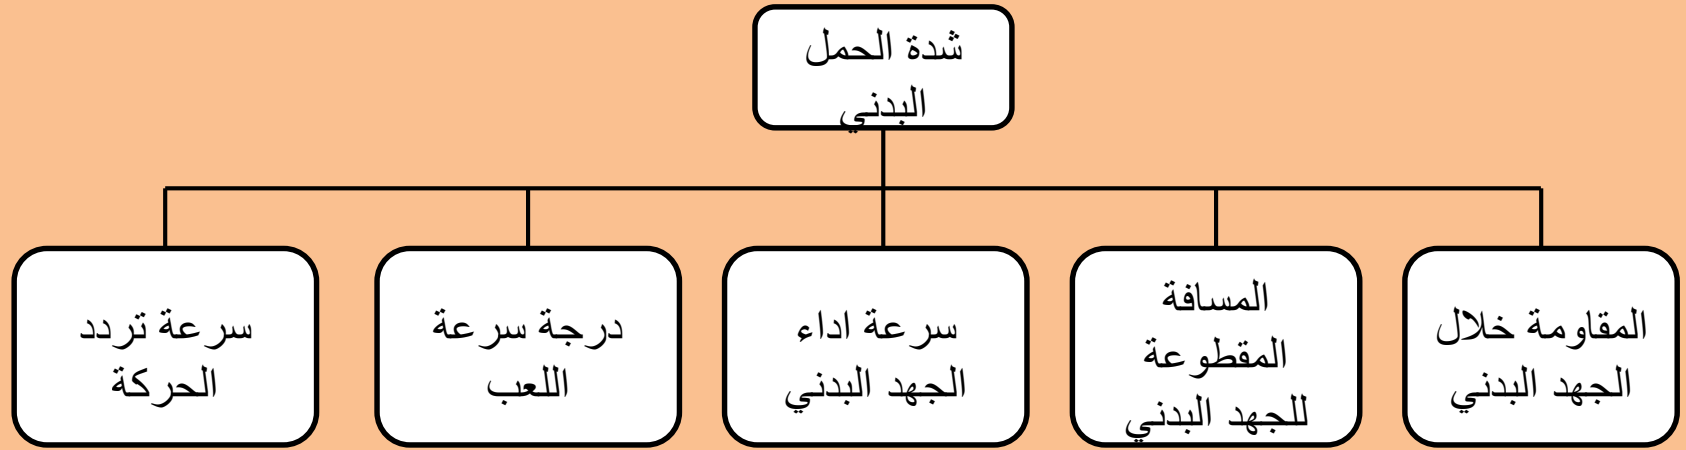 شدة الحمل
البدني
المقاومة خلال
الجهد البدني
المسافة
المقطوعة
للجهد البدني
سرعة اداء
الجهد البدني
درجة سرعة
اللعب
سرعة تردد
الحركة